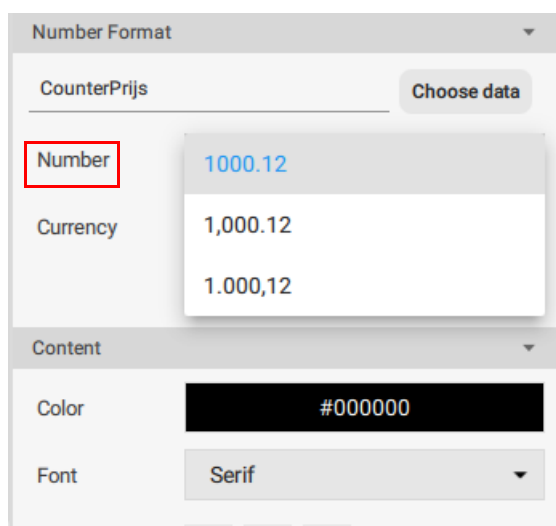 Number Format
CounterPrijs
Choose data
Number
1000.12
1,000.12
Currency
1.000,12
Content
Color
#000000
Font
Serif